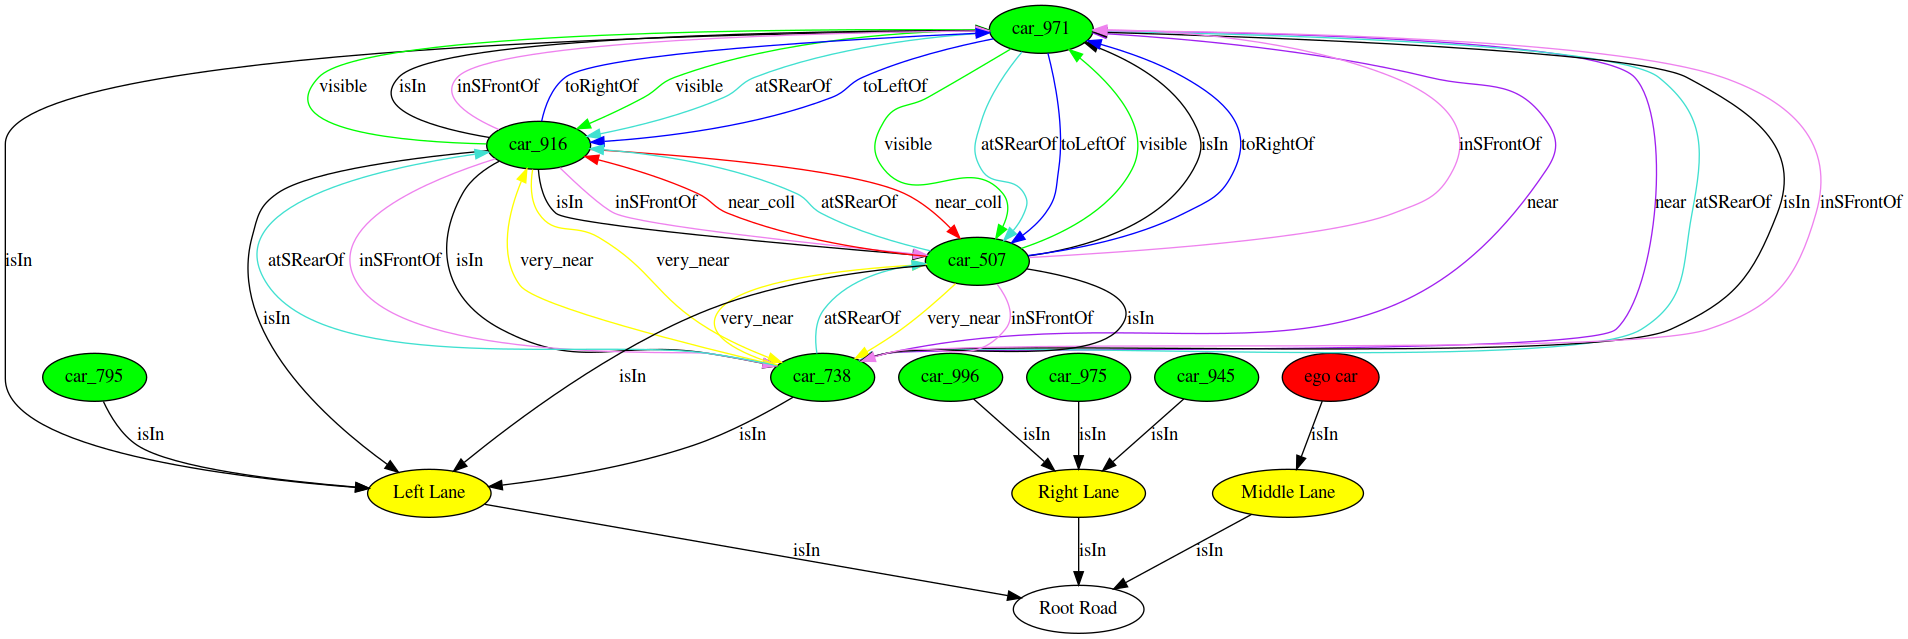 car_971
visible
isIn
inSFrontOf
toRightOf
visible
atSRearOf
toLeftOf
car_916
visible
atSRearOf
toLeftOf
visible
isIn
toRightOf
inSFrontOf
isIn
inSFrontOf
near_coll
atSRearOf
near_coll
near
near
atSRearOf
isIn
inSFrontOf
isIn
atSRearOf
inSFrontOf
isIn
very_near
very_near
car_507
isIn
very_near
atSRearOf
very_near
inSFrontOf
isIn
car_795
isIn
car_738
car_996
car_975
car_945
ego car
isIn
isIn
isIn
isIn
isIn
isIn
Left Lane
Right Lane
Middle Lane
isIn
isIn
isIn
Root Road